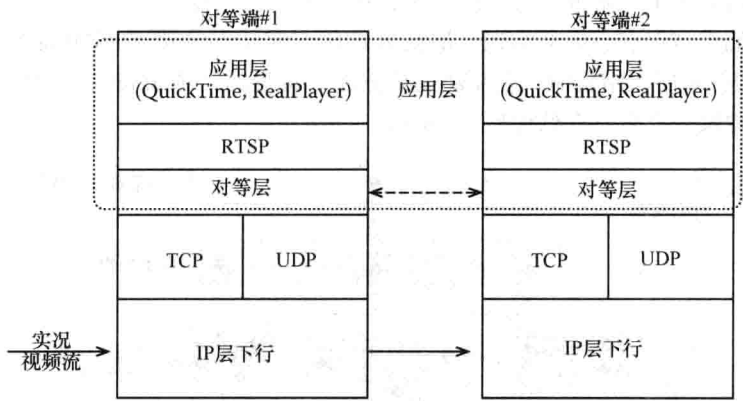 对等端#1
对等端#2
应用层
(QuickTime, RealPlayer)
应用层
应用层
(QuickTime, RealPlayer)
RTSP
RTSP
对等层
对等层
TCP
UDP
TCP
UDP
实况
视频流
IP层下行
IP层下行